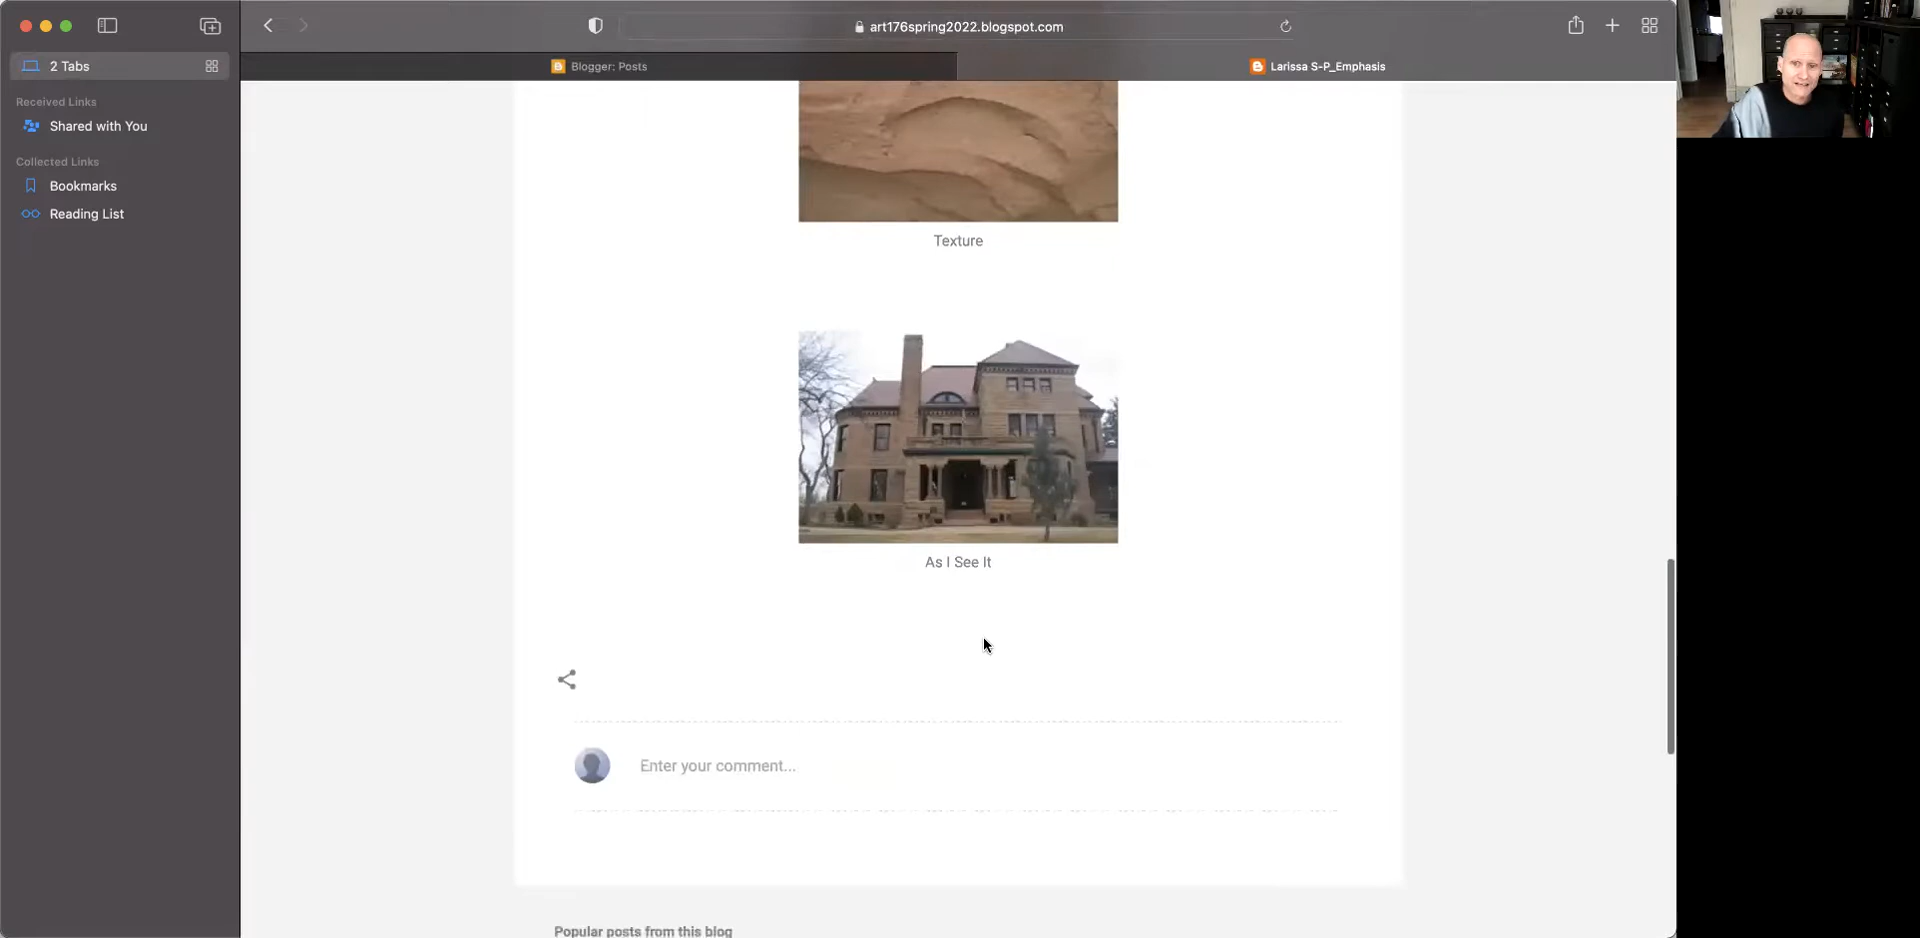 art176spring2022.blogspot.com
2 Tabs
Blogger: Posts
Larissa S-P_Emphasis
Received Links
Shared with You
Collected Links
Bookmarks
Reading List
Texture
As I See It
Enter your comment...
Popular posts from this blog